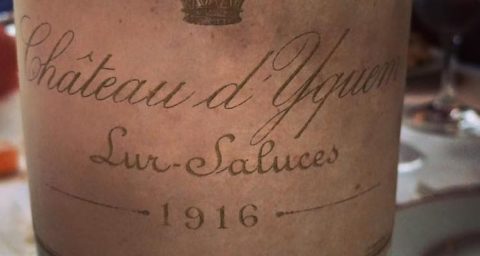 Château d'Yquem
Lur-Saluces
1916